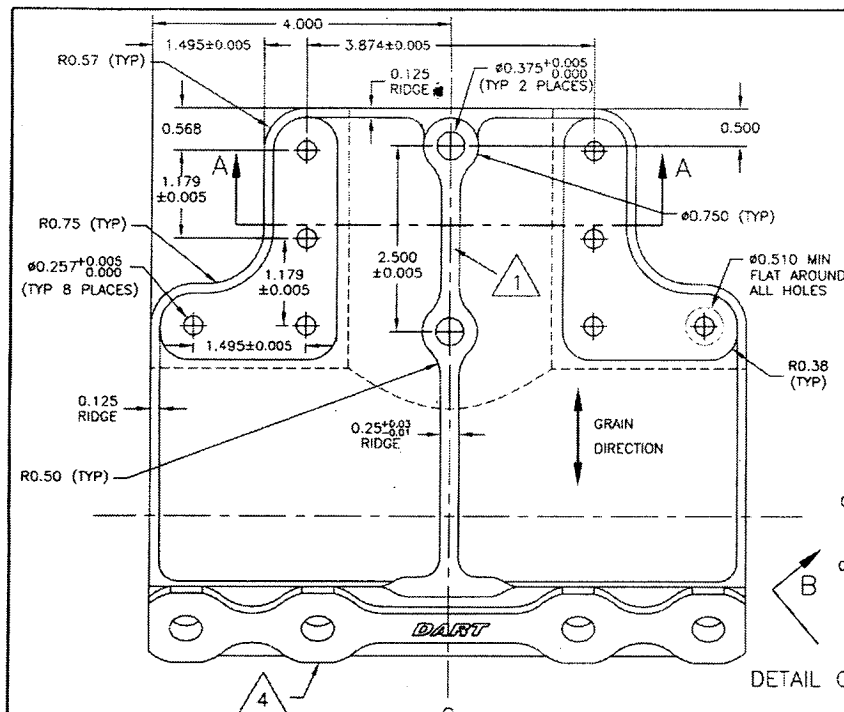 4.000
1.495±0.005
3.874±0.005
R0.57 (TYP)
0.125
RIDGE
ø0.375+0.005
0.000
(TYP 2 PLACES)
0.568
0.500
A
A
1.179
±0.005
R0.75 (TYP)
ø0.750 (TYP)
2.500
±0.005
ø0.257+0.005
0.000
(TYP 8 PLACES)
1.179
±0.005
1
ø0.510 MIN
FLAT AROUND
ALL HOLES
1.495±0.005
R0.38
(TYP)
0.125
RIDGE
0.25+0.03
-0.01
RIDGE
GRAIN
DIRECTION
R0.50 (TYP)
B
DART
4
DETAIL